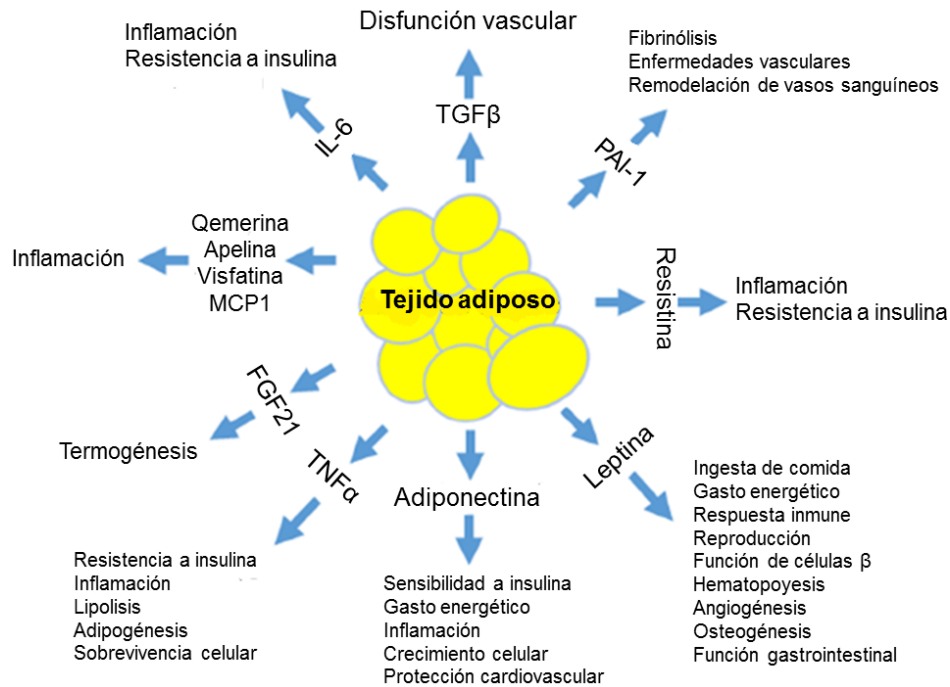 Disfunción vascular
TGFβ
Inflamación
Resistencia a insulina
IL-6
Fibrinólisis
Enfermedades vasculares
Remodelación de vasos sanguíneos
PAI-1
Qemerina
Apelina
Visfatina
MCP1
Inflamación
Tejido adiposo
Resistina
Inflamación
Resistencia a insulina
FGF21
Termogénesis
TNFα
Resistencia a insulina
Inflamación
Lipolisis
Adipogénesis
Sobrevivencia celular
Adiponectina
Sensibilidad a insulina
Gasto energético
Inflamación
Crecimiento celular
Protección cardiovascular
Leptina
Ingesta de comida
Gasto energético
Respuesta inmune
Reproducción
Función de células β
Hematopoyesis
Angiogénesis
Osteogénesis
Función gastrointestinal